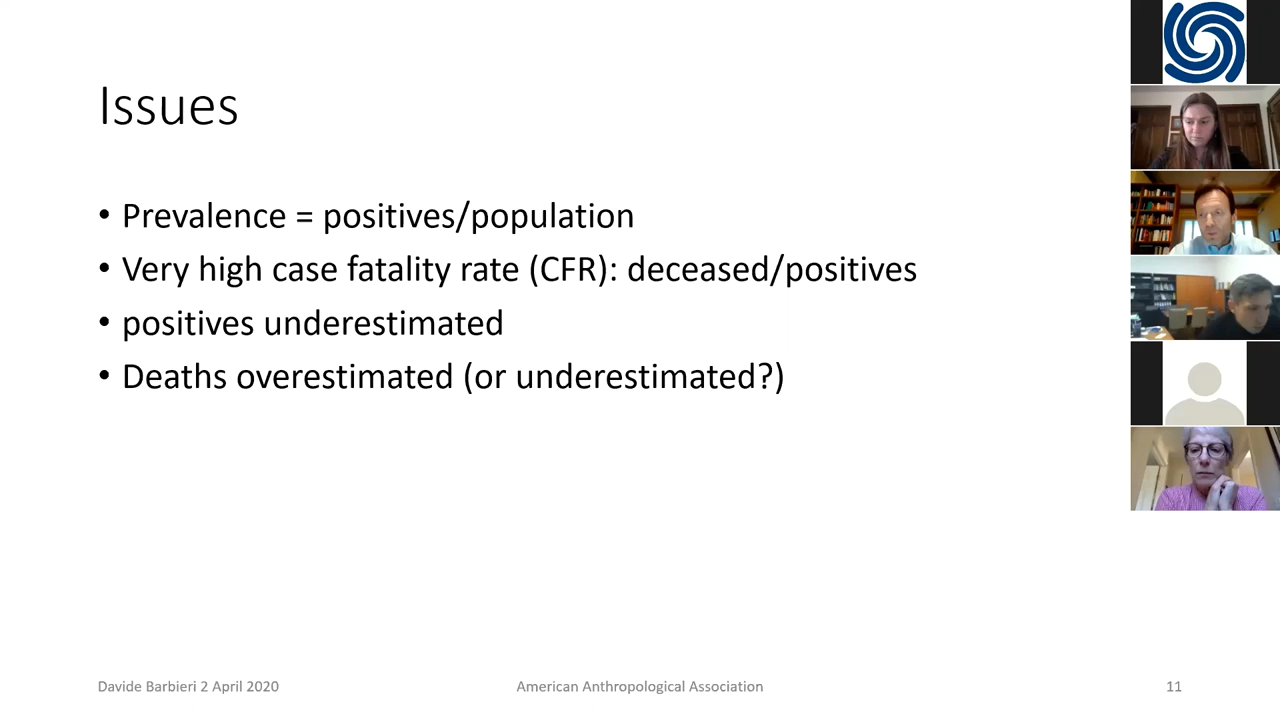 Issues
• Prevalence = positives/population
• Very high case fatality rate (CFR): deceased/positives
• positives underestimated
• Deaths overestimated (or underestimated?)
Davide Barbieri 2 April 2020
American Anthropological Association
11